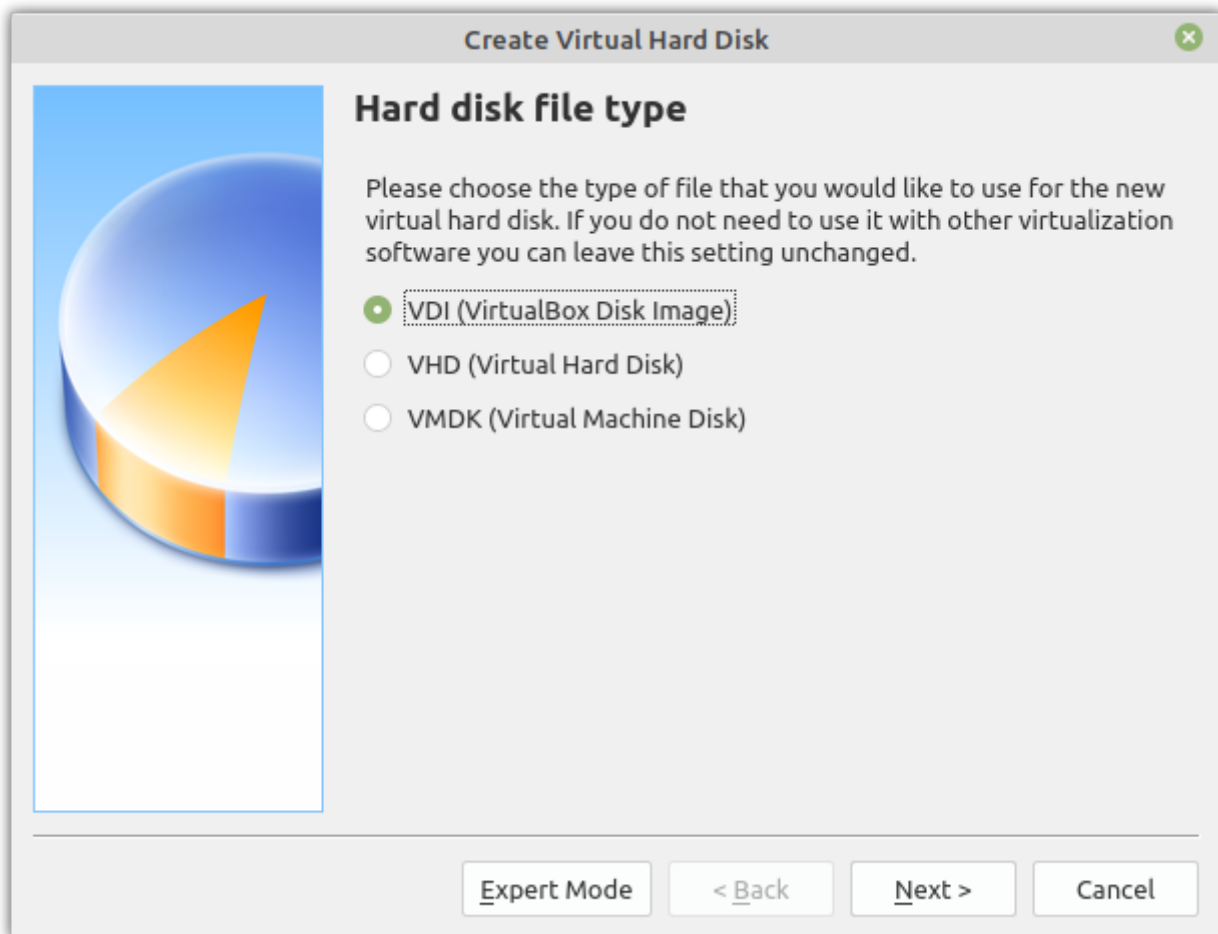 Create Virtual Hard Disk
Hard disk file type
Please choose the type of file that you would like to use for the new
virtual hard disk. If you do not need to use it with other virtualization
software you can leave this setting unchanged.
VDI (VirtualBox Disk Image)
VHD (Virtual Hard Disk)
VMDK (Virtual Machine Disk)
Expert Mode
< Back
Next >
Cancel